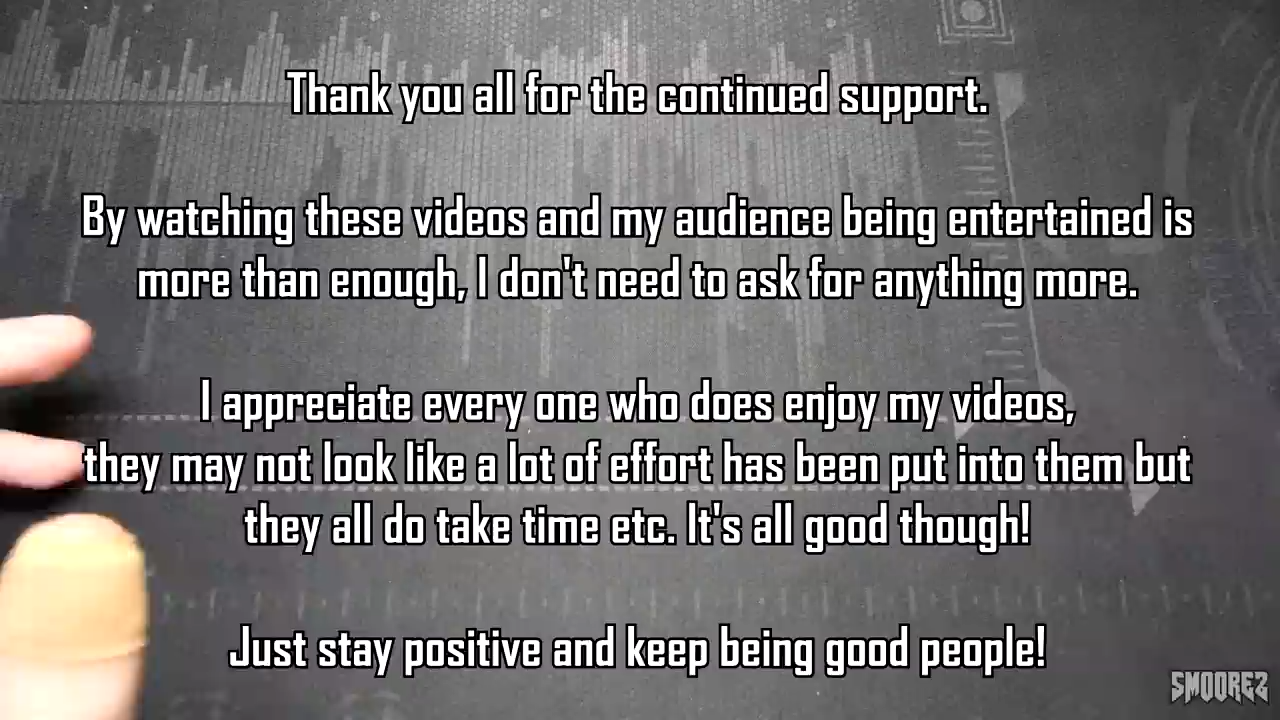 Thank you all for the continued support.
By watching these videos and my audience being entertained is
more than enough, I don't need to ask for anything more.
I appreciate every one who does enjoy my videos,
they may not look like a lot of effort has been put into them but
they all do take time etc. It's all good though!
Just stay positive and keep being good people!
SMOOREZ